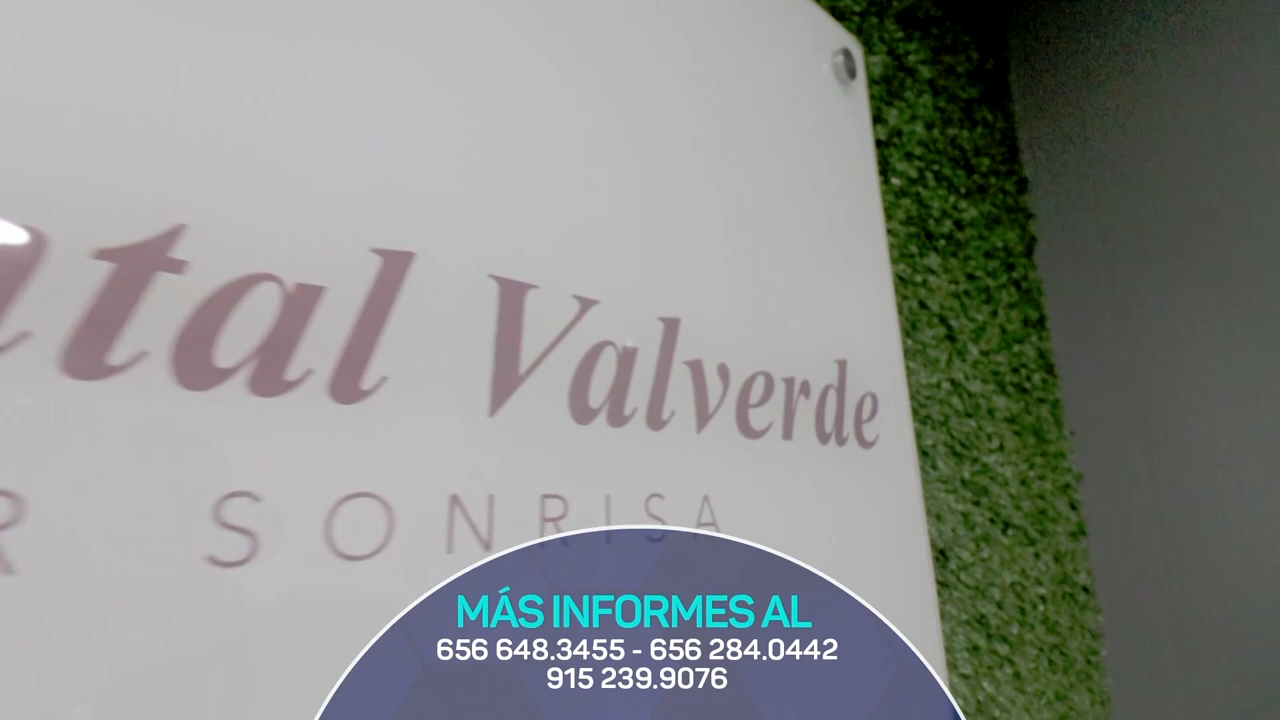 ntal Valverde
R SONRISA
MÁS INFORMES AL
656 648.3455 - 656 284.0442
915 239.9076